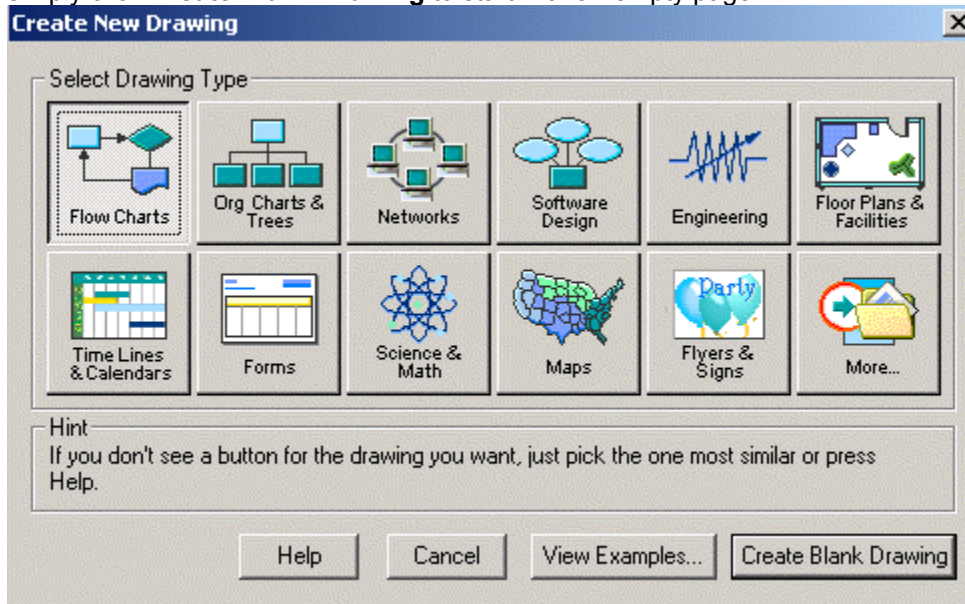 Create New Drawing
Select Drawing Type
Flow Charts
Org Charts &
Trees
Networks
Software
Design
Engineering
Floor Plans &
Facilities
Time Lines
& Calendars
Forms
Science &
Math
Maps
Party
Flyers &
Signs
More...
Hint
If you don't see a button for the drawing you want, just pick the one most similar or press
Help.
Help
Cancel
View Examples...
Create Blank Drawing